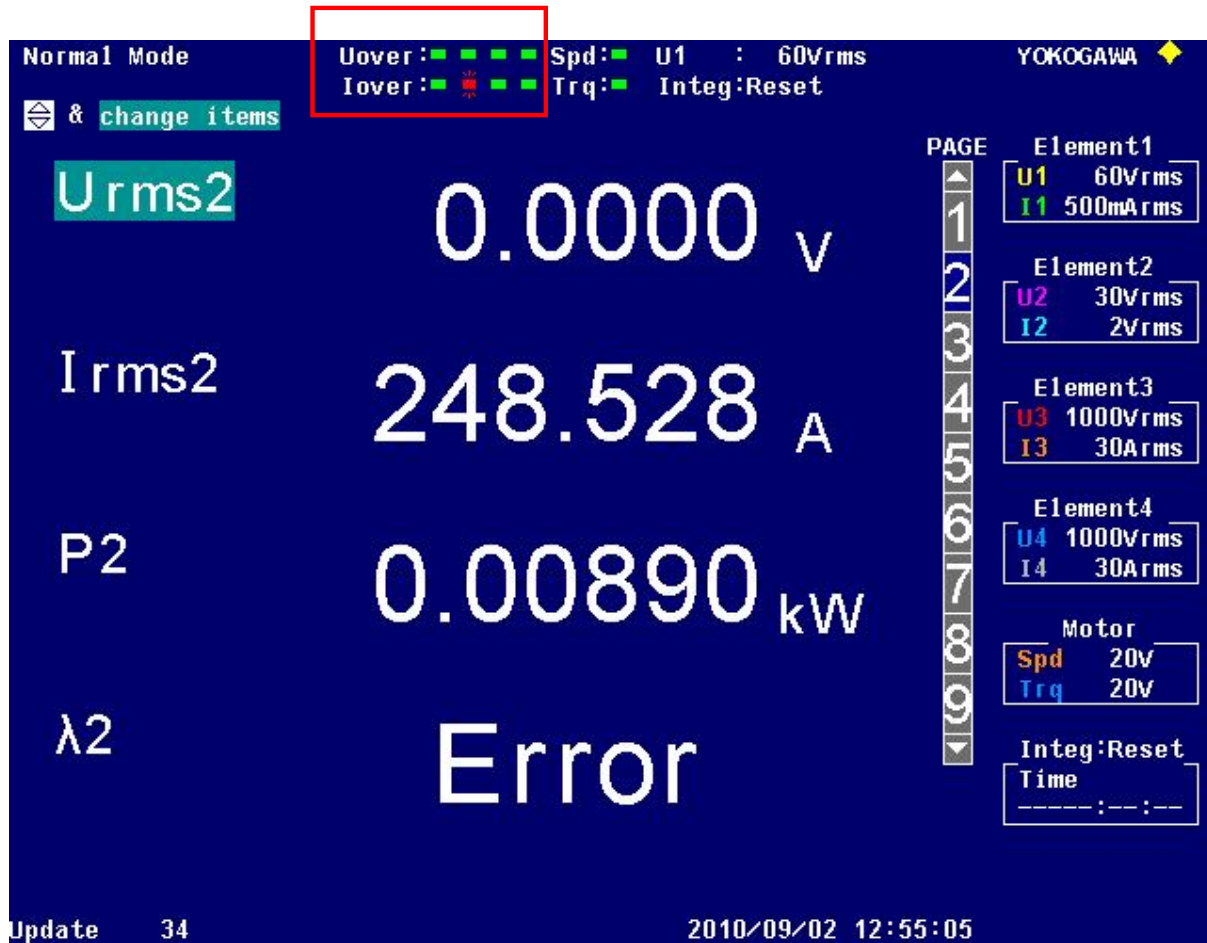 Normal Mode
Uover: Spd: U1 : 60Vrms
YOKOGAWA
Iover: Trq: Integ:Reset
& change items
Urms2
0.0000 V
Irms2
248.528 A
P2
0.00890 kW
λ2
Error
PAGE
1
2
3
4
5
6
7
8
9
Element1
U1 60Vrms
I1 500mArms
Element2
U2 30Vrms
I2 2Vrms
Element3
U3 1000Vrms
I3 30Arms
Element4
U4 1000Vrms
I4 30Arms
Motor
Spd 20V
Trq 20V
Integ:Reset
Time
-----:--:--
Update 34
2010/09/02 12:55:05